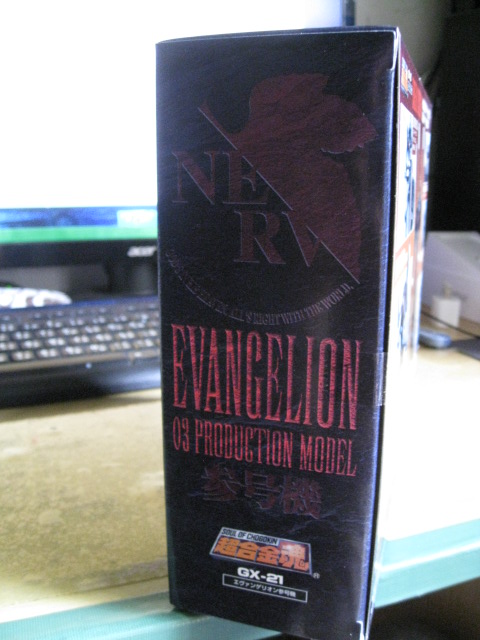 NERV
GOD'S IN HIS HEAVEN. ALL'S RIGHT WITH THE WORLD.
EVANGELION
03 PRODUCTION MODEL
参号機
SOUL OF CHOGOKIN
超合金魂
GX-21
エヴァンゲリオン参号機
acer